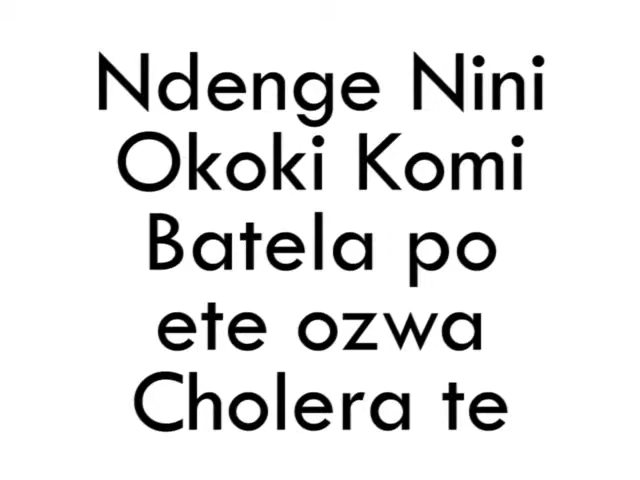 Ndenge Nini
Okoki Komi
Batela po
ete ozwa
Cholera te